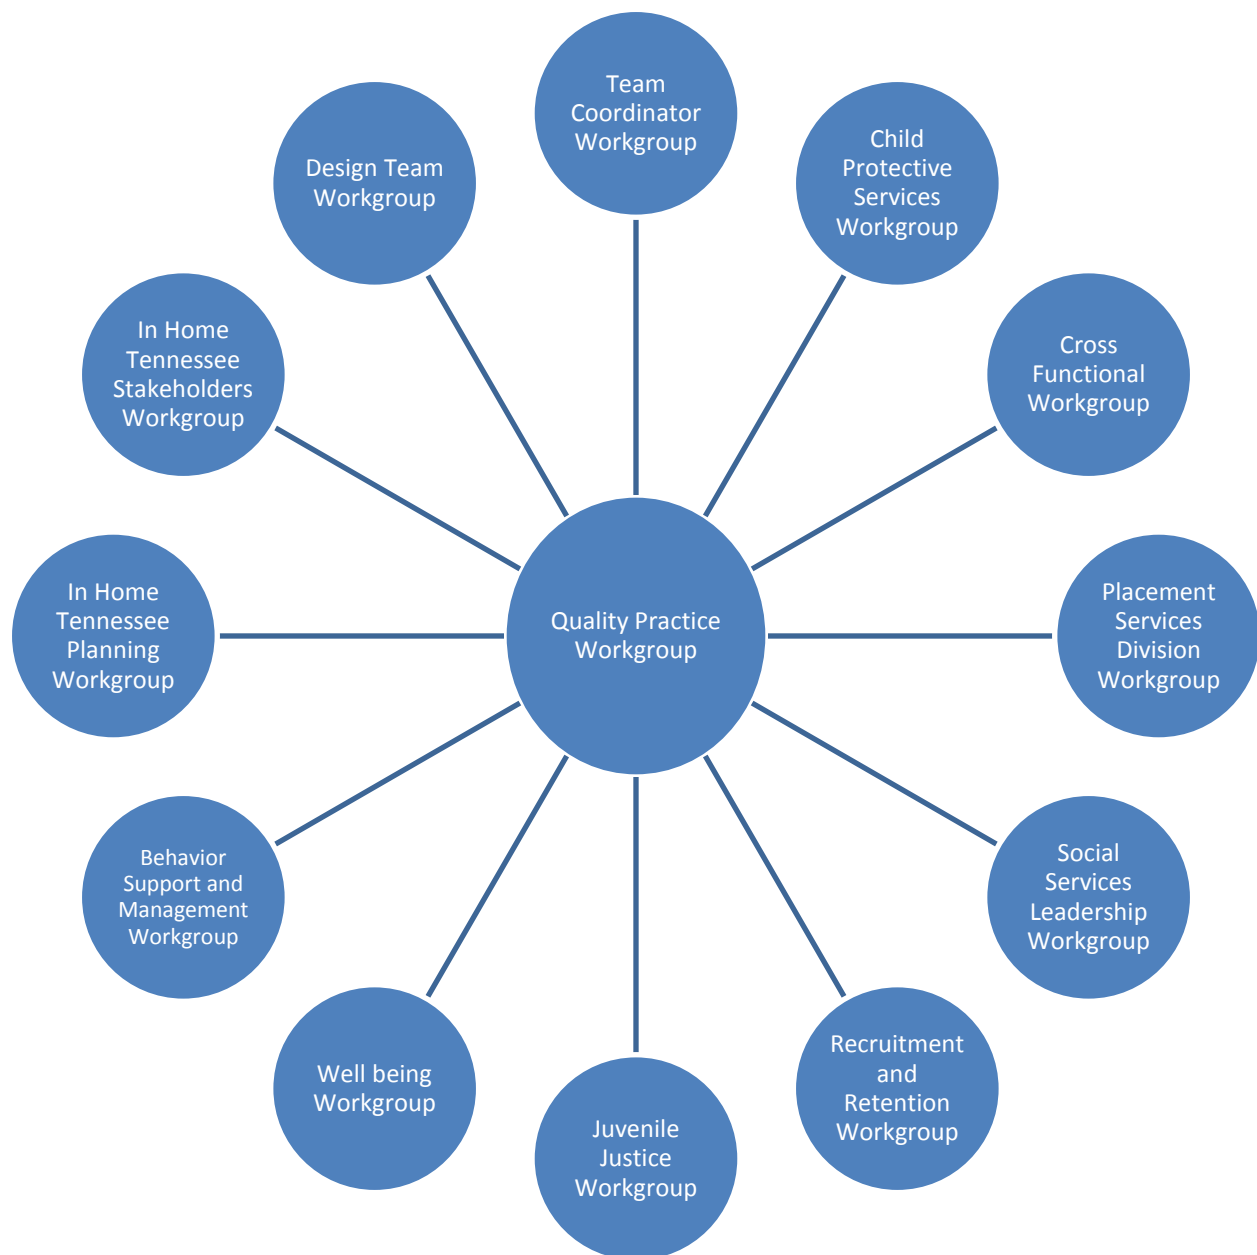 Team
Coordinator
Workgroup
Child
Protective
Services
Workgroup
Cross
Functional
Workgroup
Placement
Services
Division
Workgroup
Social
Services
Leadership
Workgroup
Recruitment
and
Retention
Workgroup
Juvenile
Justice
Workgroup
Well being
Workgroup
Behavior
Support and
Management
Workgroup
In Home
Tennessee
Planning
Workgroup
In Home
Tennessee
Stakeholders
Workgroup
Design Team
Workgroup
Quality Practice
Workgroup